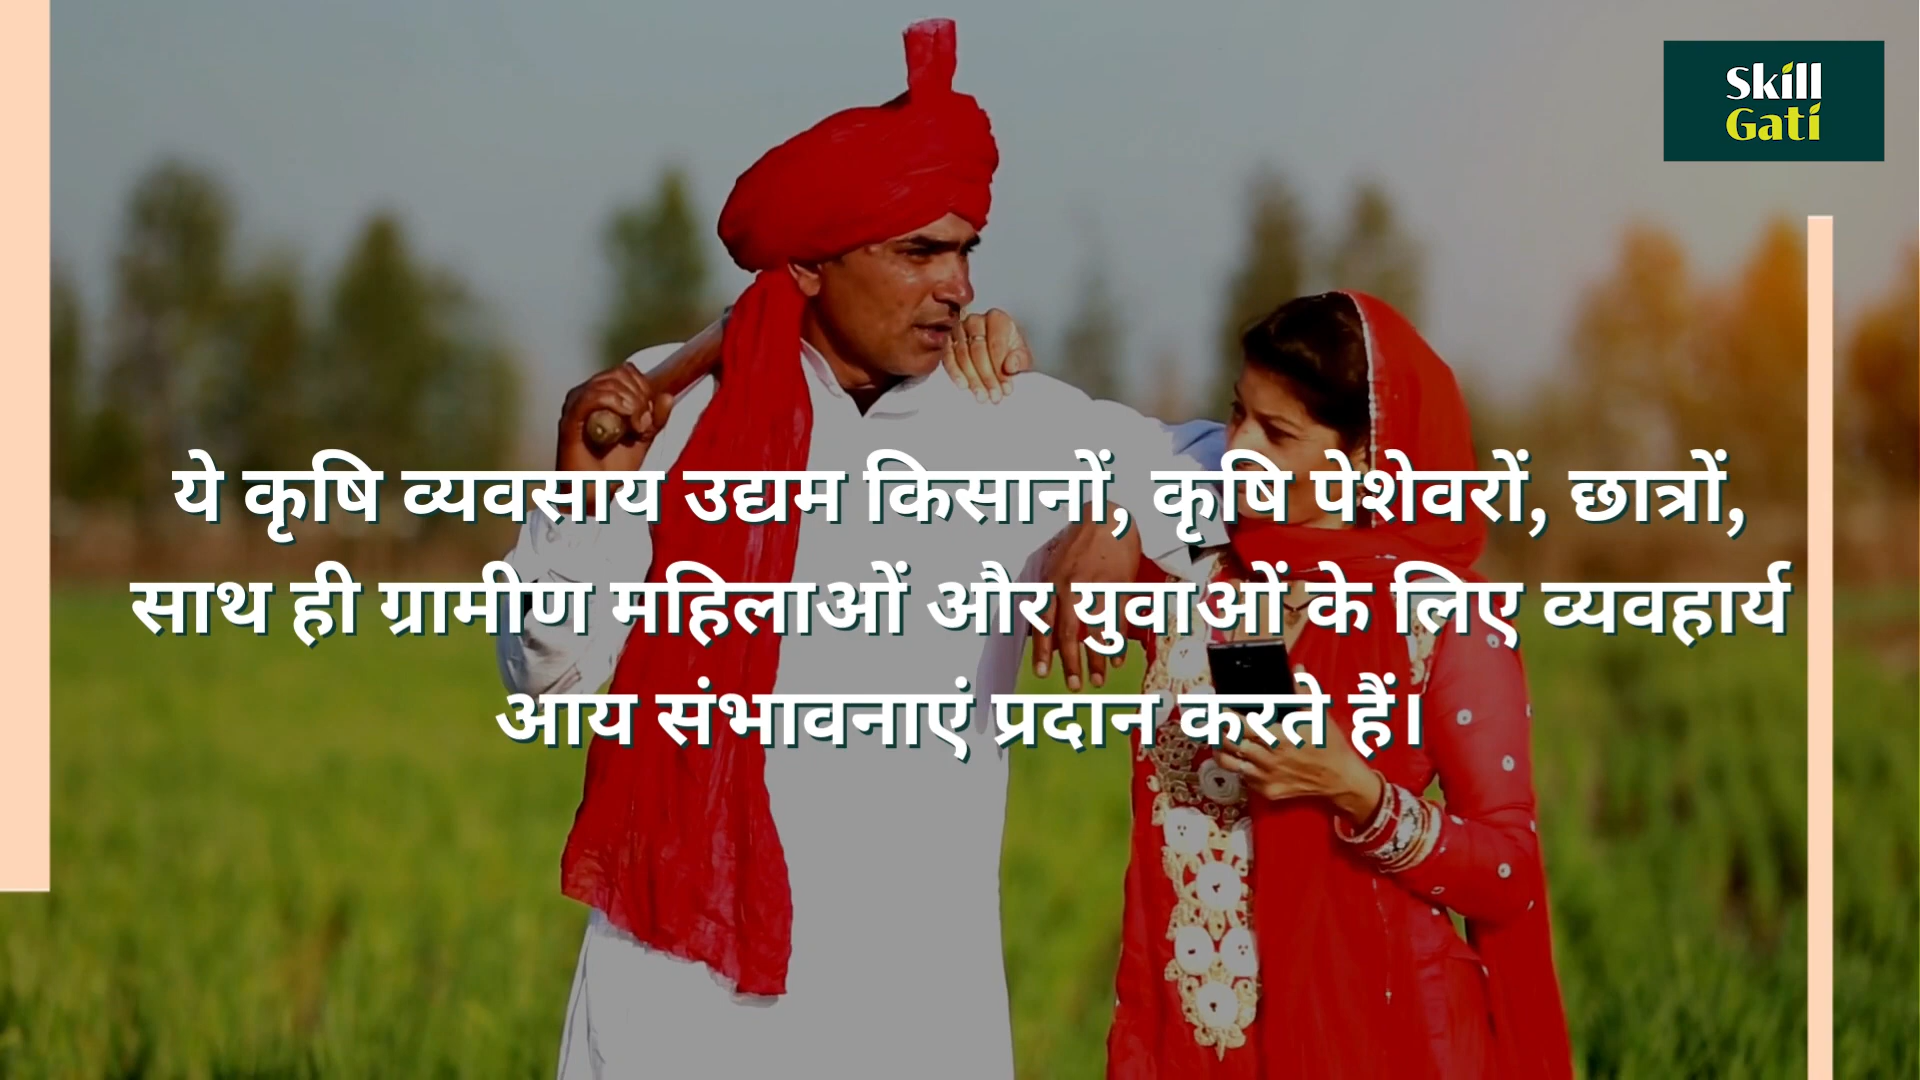 Skill
Gati
ये कृषि व्यवसाय उद्यम किसानों, कृषि पेशेवरों, छात्रों,
साथ ही ग्रामीण महिलाओं और युवाओं के लिए व्यवहार्य
आय संभावनाएं प्रदान करते हैं।